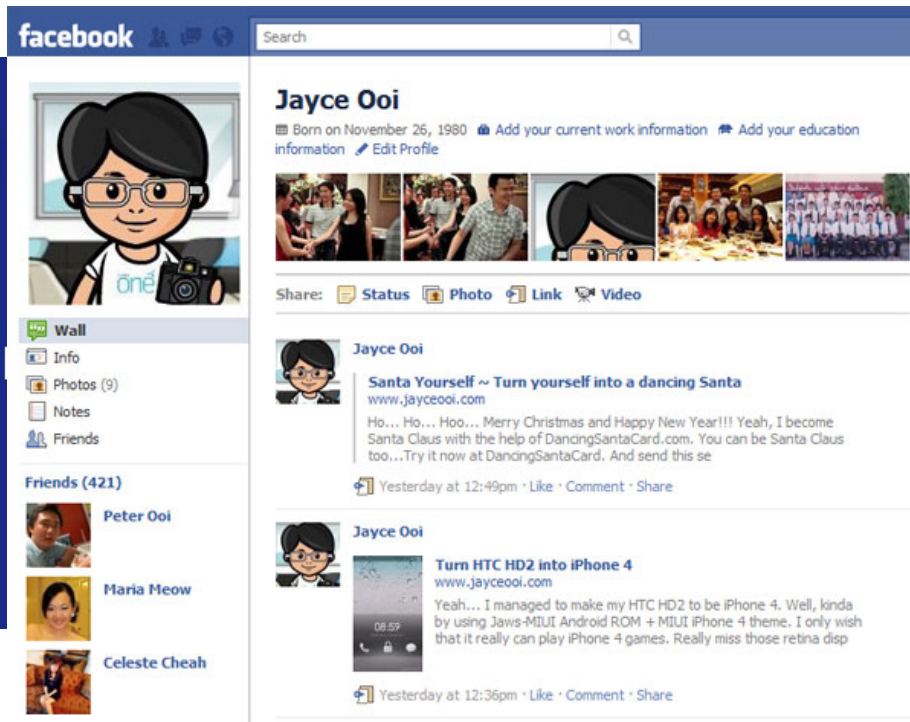 facebook
Search
Jayce Ooi
Born on November 26, 1980 Add your current work information Add your education
information Edit Profile
onē
Share: Status Photo Link Video
Wall
Info
Photos (9)
Notes
Friends
Friends (421)
Peter Ooi
Maria Meow
Celeste Cheah
Jayce Ooi
Santa Yourself ~ Turn yourself into a dancing Santa
www.jayceooi.com
Ho... Ho... Hoo... Merry Christmas and Happy New Year!!! Yeah, I become
Santa Claus with the help of DancingSantaCard.com. You can be Santa Claus
too...Try it now at DancingSantaCard. And send this se
Yesterday at 12:49pm · Like · Comment · Share
Jayce Ooi
08:59
Turn HTC HD2 into iPhone 4
www.jayceooi.com
Yeah... I managed to make my HTC HD2 to be iPhone 4. Well, kinda
by using Jaws-MIUI Android ROM + MIUI iPhone 4 theme. I only wish
that it really can play iPhone 4 games. Really miss those retina disp
Yesterday at 12:36pm · Like · Comment · Share